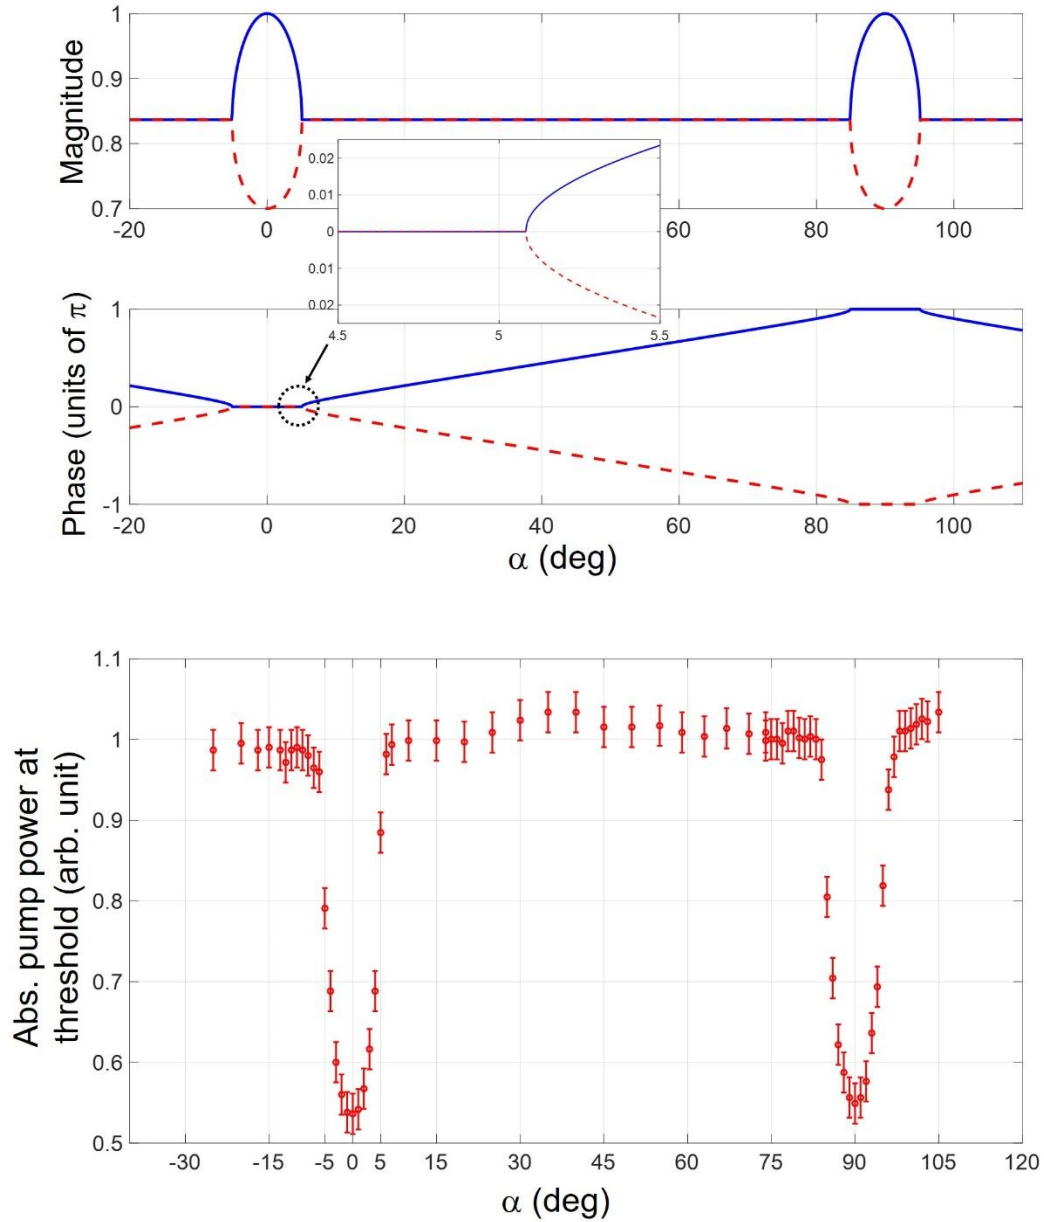 1
0.9
0.8
0.7
Magnitude
-20 0 60 80 100
0.02
0.01
0
0.01
0.02
4.5 5 5.5
1
0
-1
Phase (units of π)
-20 0 20 40 60 80 100
α (deg)
1.1
1
0.9
0.8
0.7
0.6
0.5
Abs. pump power at
threshold (arb. unit)
-30 -15 -5 0 5 15 30 45 60 75 90 105 120
α (deg)